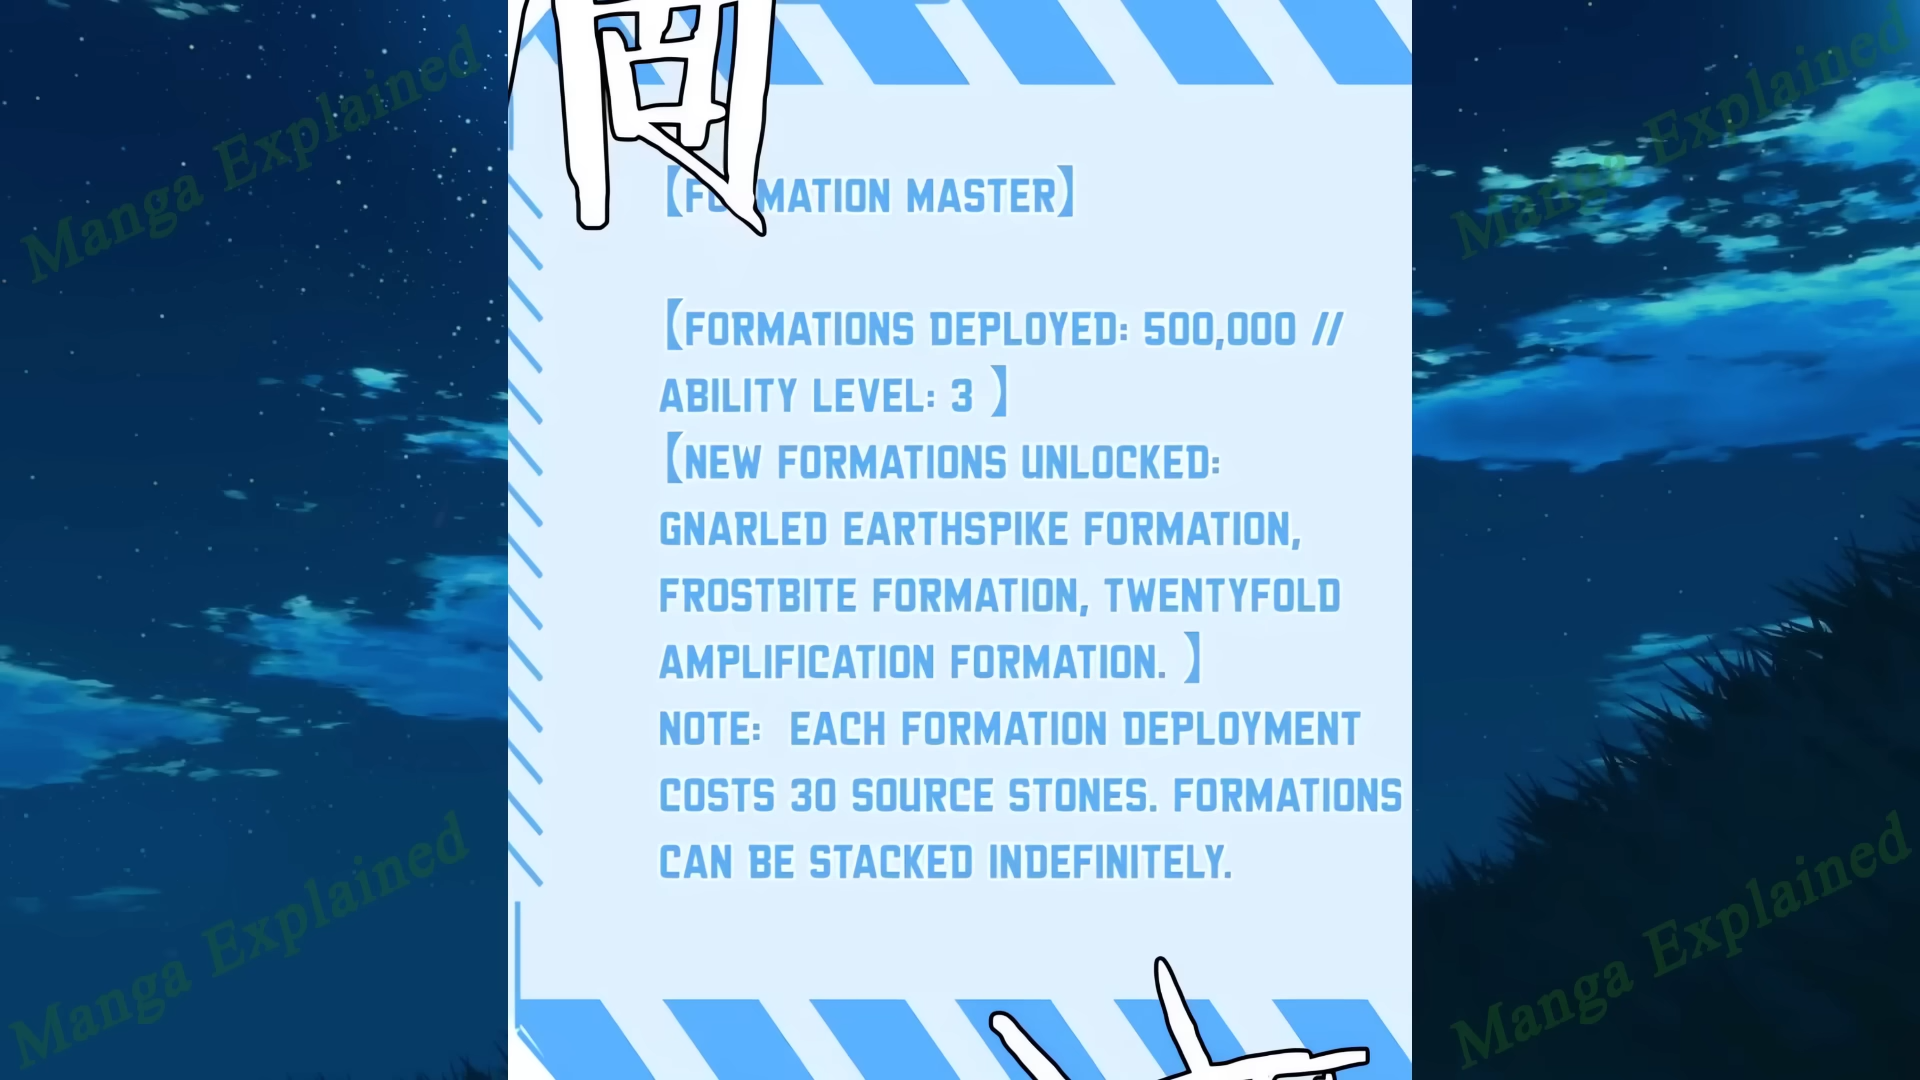 【FORMATION MASTER】
【FORMATIONS DEPLOYED: 500,000 //
ABILITY LEVEL: 3 】
【NEW FORMATIONS UNLOCKED:
GNARLED EARTHSPIKE FORMATION,
FROSTBITE FORMATION, TWENTYFOLD
AMPLIFICATION FORMATION. 】
NOTE: EACH FORMATION DEPLOYMENT
COSTS 30 SOURCE STONES. FORMATIONS
CAN BE STACKED INDEFINITELY.
Manga Explained
Manga Explained
Manga Explained
Manga Explained